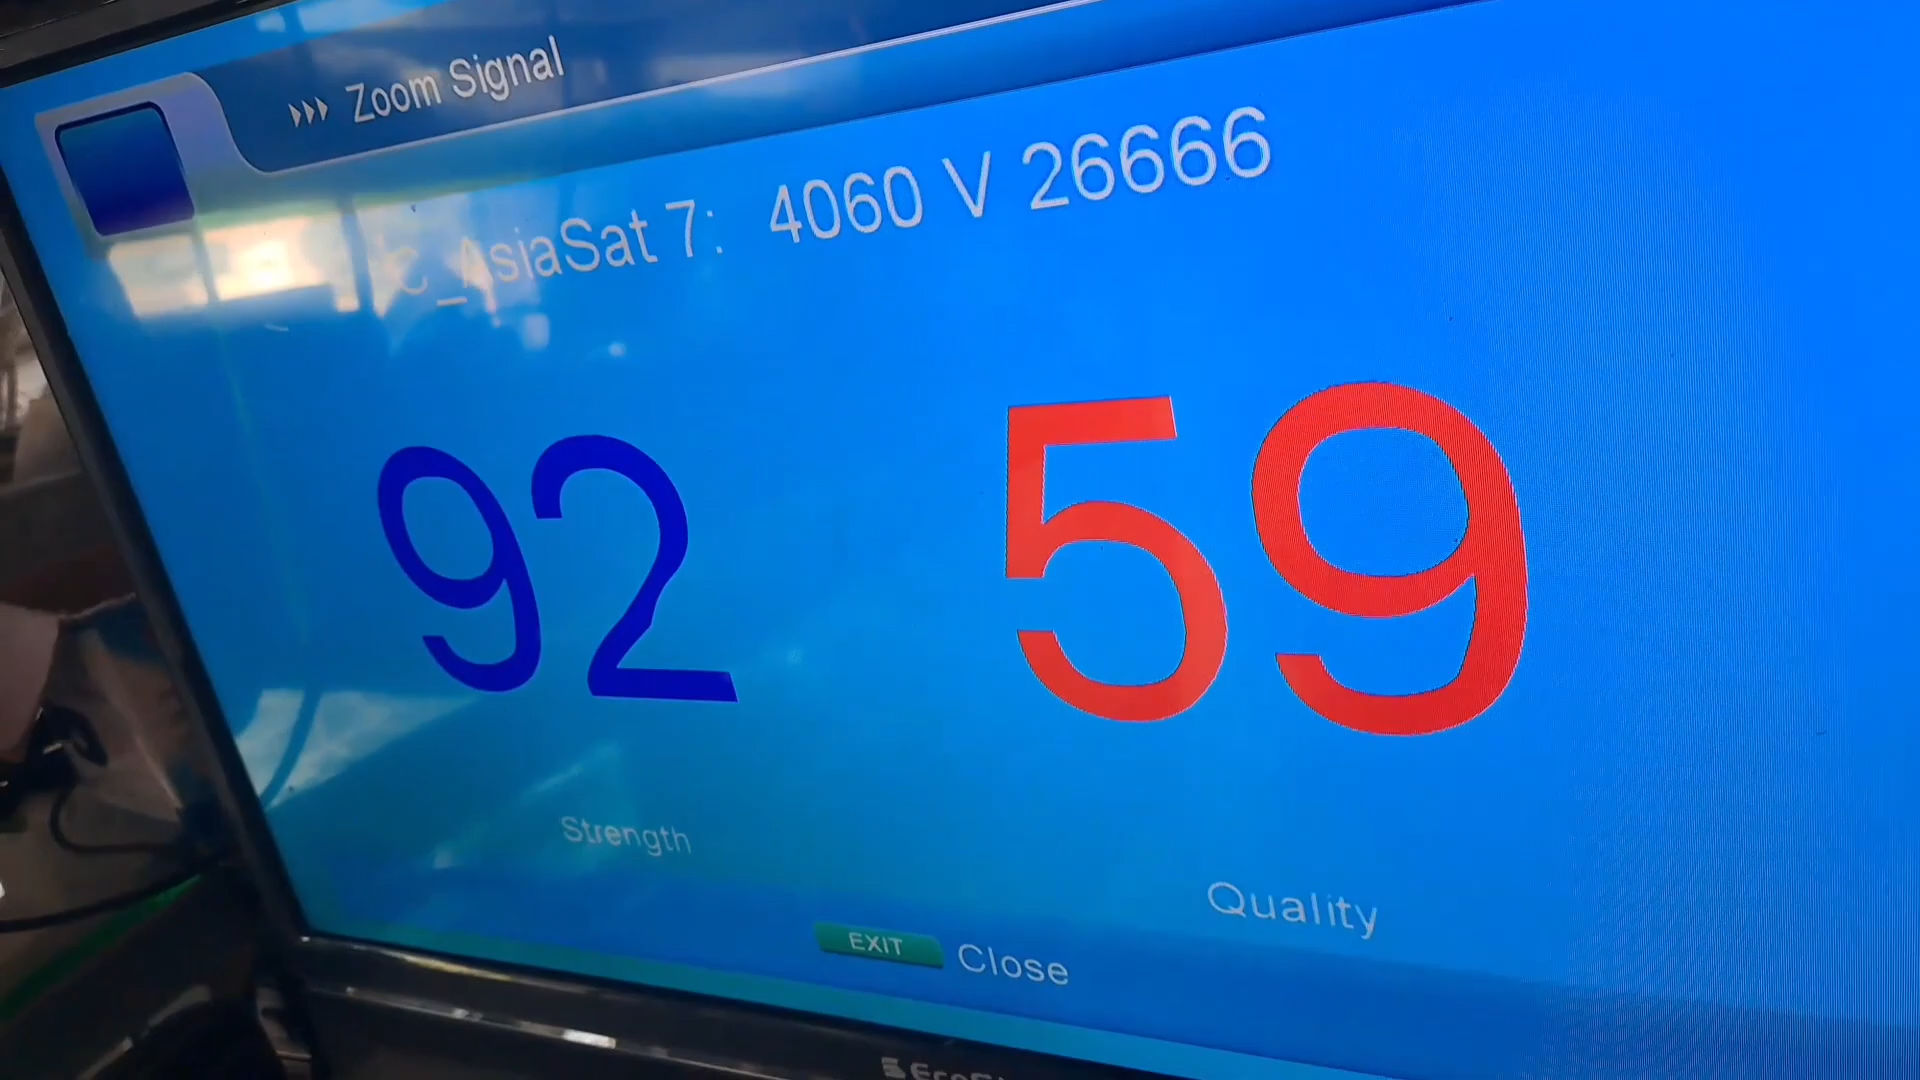 Zoom Signal
c_AsiaSat 7: 4060 V 26666
92 59
Strength
Quality
EXIT Close